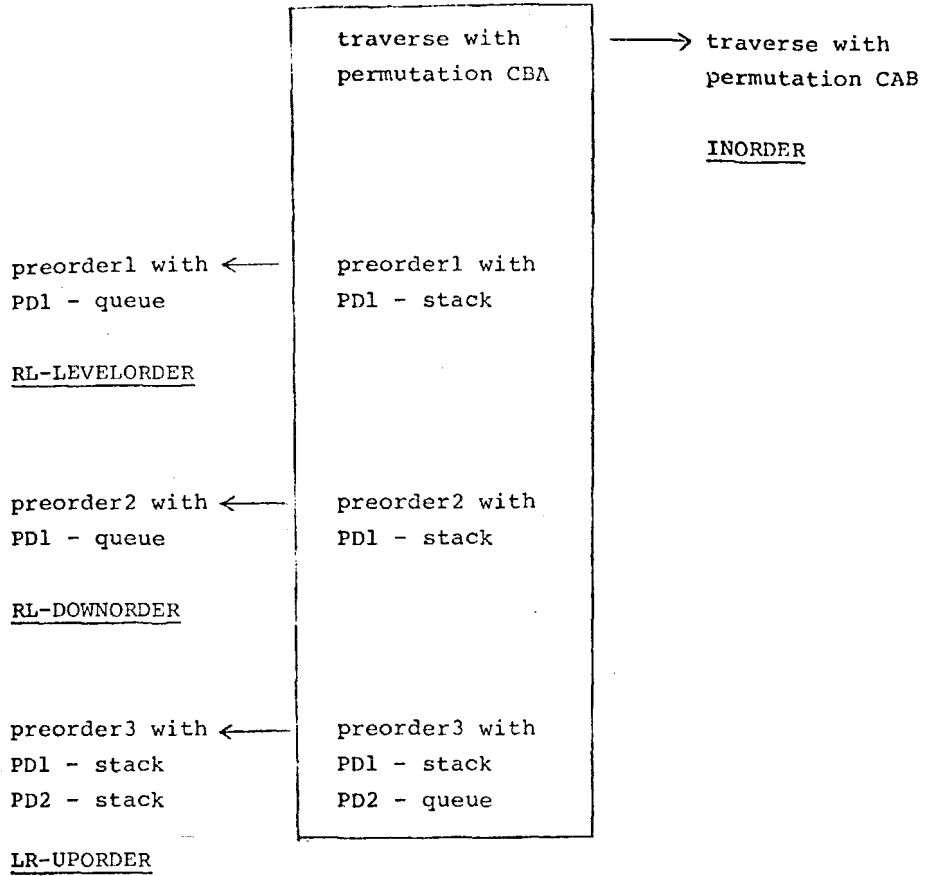 traverse with
permutation CBA
traverse with
permutation CAB
INORDER
preorder1 with
PD1 - queue
RL-LEVELORDER
preorder1 with
PD1 - stack
preorder2 with
PD1 - queue
RL-DOWNORDER
preorder2 with
PD1 - stack
preorder3 with
PD1 - stack
PD2 - stack
LR-UPORDER
preorder3 with
PD1 - stack
PD2 - queue